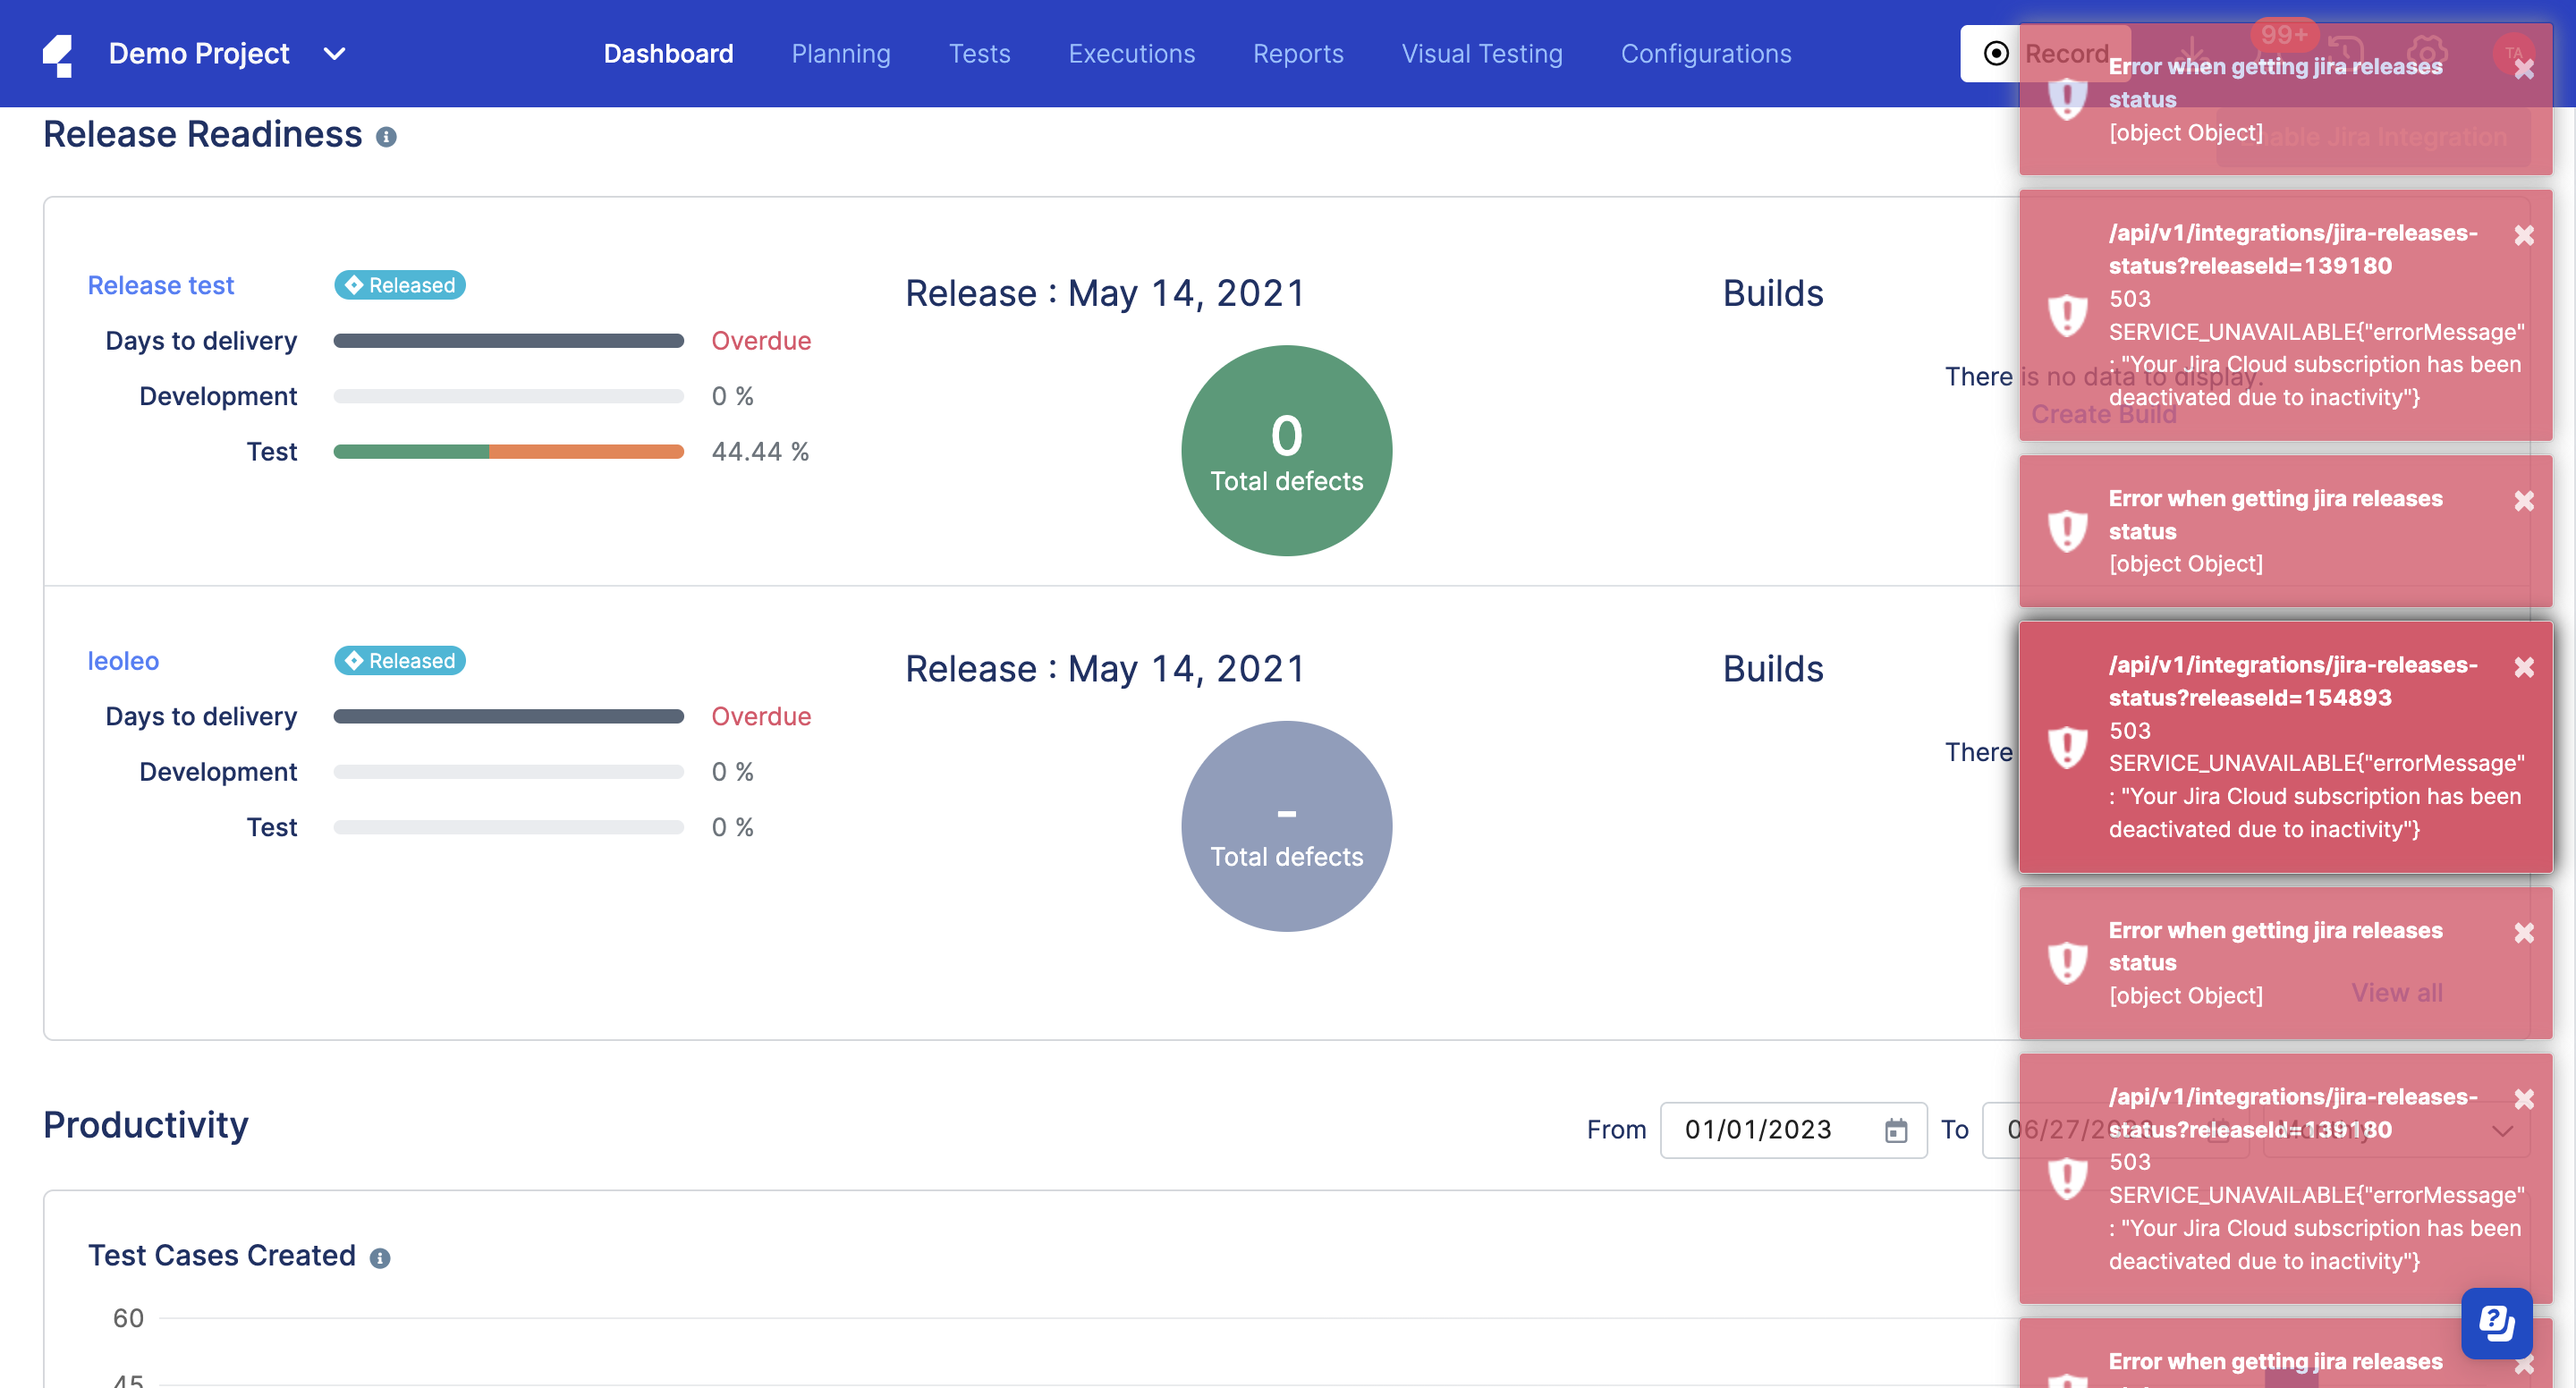 Demo Project
Dashboard
Planning
Tests
Executions
Reports
Visual Testing
Configurations
Record
99+
TA
Release Readiness
Jira Integration
Release test
Released
Days to delivery
Overdue
Development
0 %
Test
44.44 %
Release : May 14, 2021
0
Total defects
Builds
There is no data to display.
Create Build
leoleo
Released
Days to delivery
Overdue
Development
0 %
Test
0 %
Release : May 14, 2021
-
Total defects
Builds
There
View all
Productivity
From
01/01/2023
To
06/27/2023
Monthly
Test Cases Created
60
45
Error when getting jira releases
status
[object Object]
/api/v1/integrations/jira-releases-
status?releaseId=139180
503
SERVICE_UNAVAILABLE{"errorMessage"
: "Your Jira Cloud subscription has been
deactivated due to inactivity"}
Error when getting jira releases
status
[object Object]
/api/v1/integrations/jira-releases-
status?releaseId=154893
503
SERVICE_UNAVAILABLE{"errorMessage"
: "Your Jira Cloud subscription has been
deactivated due to inactivity"}
Error when getting jira releases
status
[object Object]
/api/v1/integrations/jira-releases-
status?releaseId=139180
503
SERVICE_UNAVAILABLE{"errorMessage"
: "Your Jira Cloud subscription has been
deactivated due to inactivity"}
Error when getting jira releases